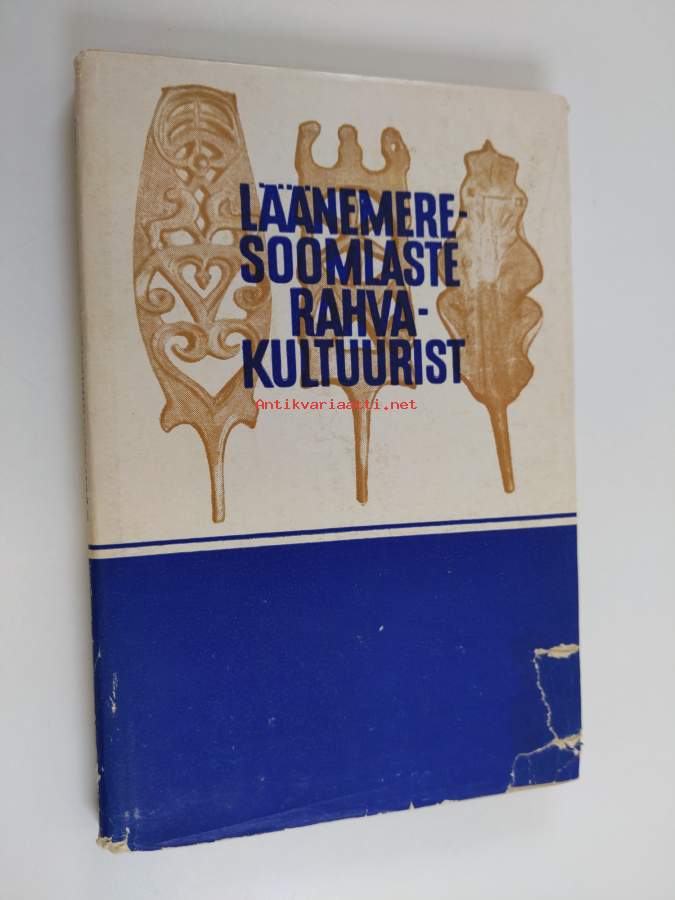 LÄÄNEMERE-
SOOMLASTE
RAHVA-
KULTUURIST
Antikvariaatti.net